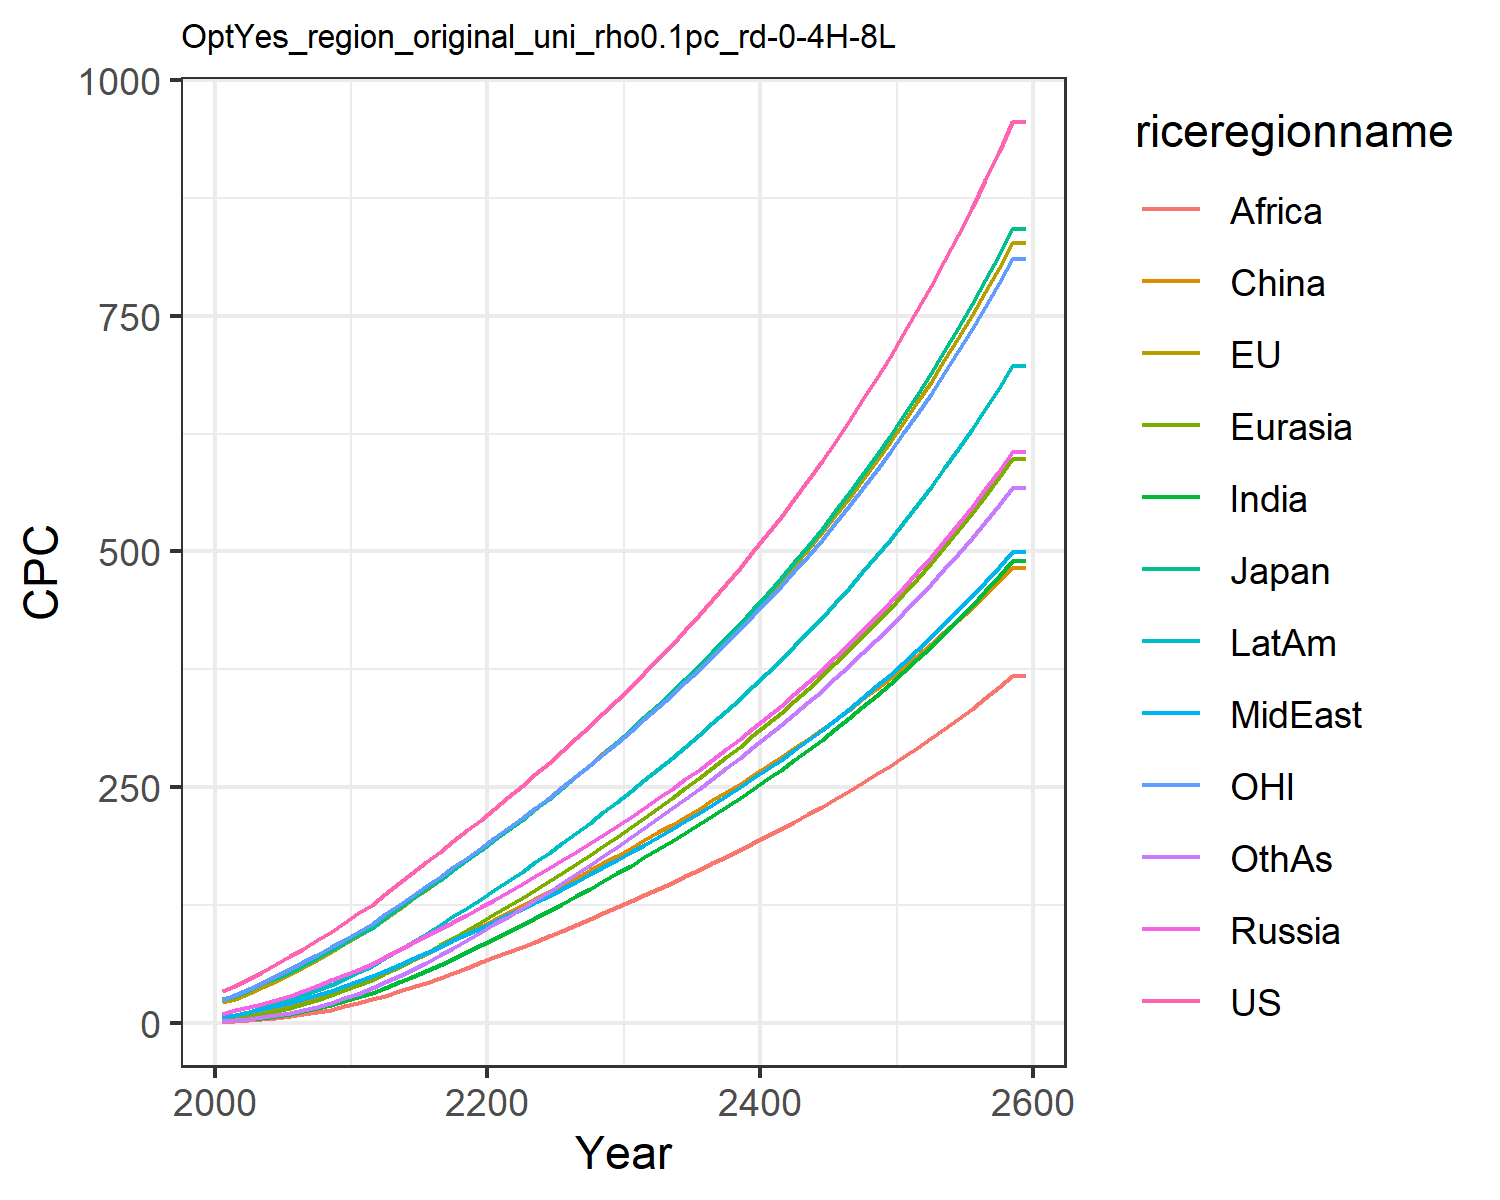 OptYes_region_original_uni_rho0.1pc_rd-0-4H-8L
1000
750
500
250
0
CPC
2000 2200 2400 2600
Year
riceregionname
Africa
China
EU
Eurasia
India
Japan
LatAm
MidEast
OHI
OthAs
Russia
US